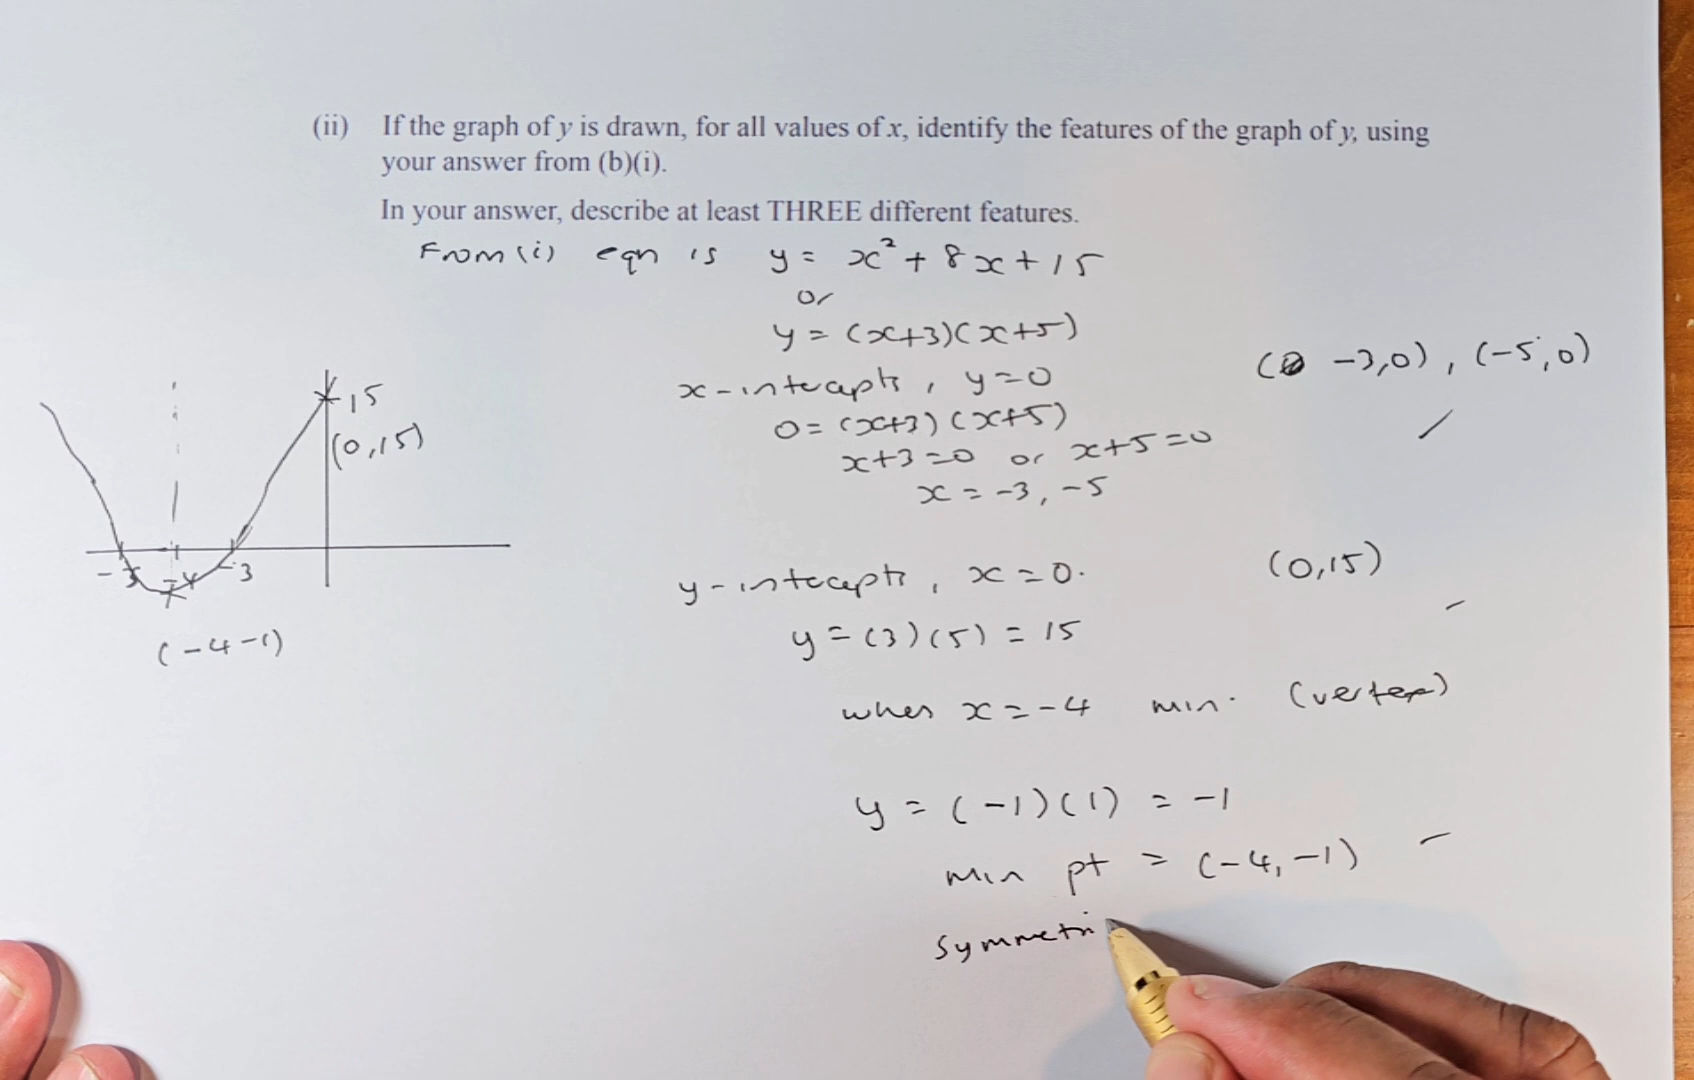 (ii) If the graph of y is drawn, for all values of x, identify the features of the graph of y, using
your answer from (b)(i).
In your answer, describe at least THREE different features.
From (i) eqn is y = x² + 8x + 15
or
y = (x+3)(x+5)
x-intercepts, y=0
(-3,0), (-5,0)
0 = (x+3)(x+5)
x+3=0 or x+5=0
x = -3, -5
y-intercepts, x=0.
(0,15)
y = (3)(5) = 15
when x = -4 min. (vertex)
y = (-1)(1) = -1
min pt = (-4, -1)
Symmetri
15
(0,15)
-5 -4 -3
(-4 -1)